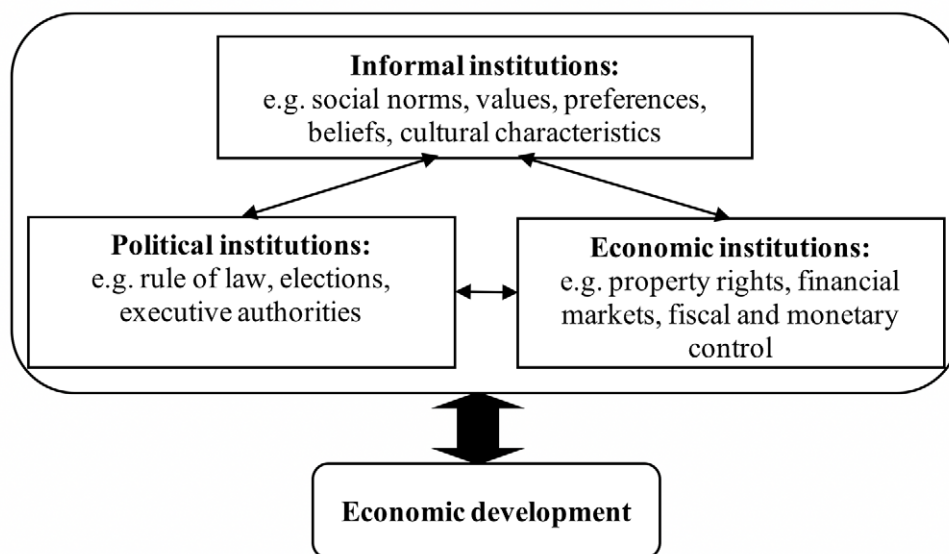 Informal institutions:
e.g. social norms, values, preferences,
beliefs, cultural characteristics
Political institutions:
e.g. rule of law, elections,
executive authorities
Economic institutions:
e.g. property rights, financial
markets, fiscal and monetary
control
Economic development